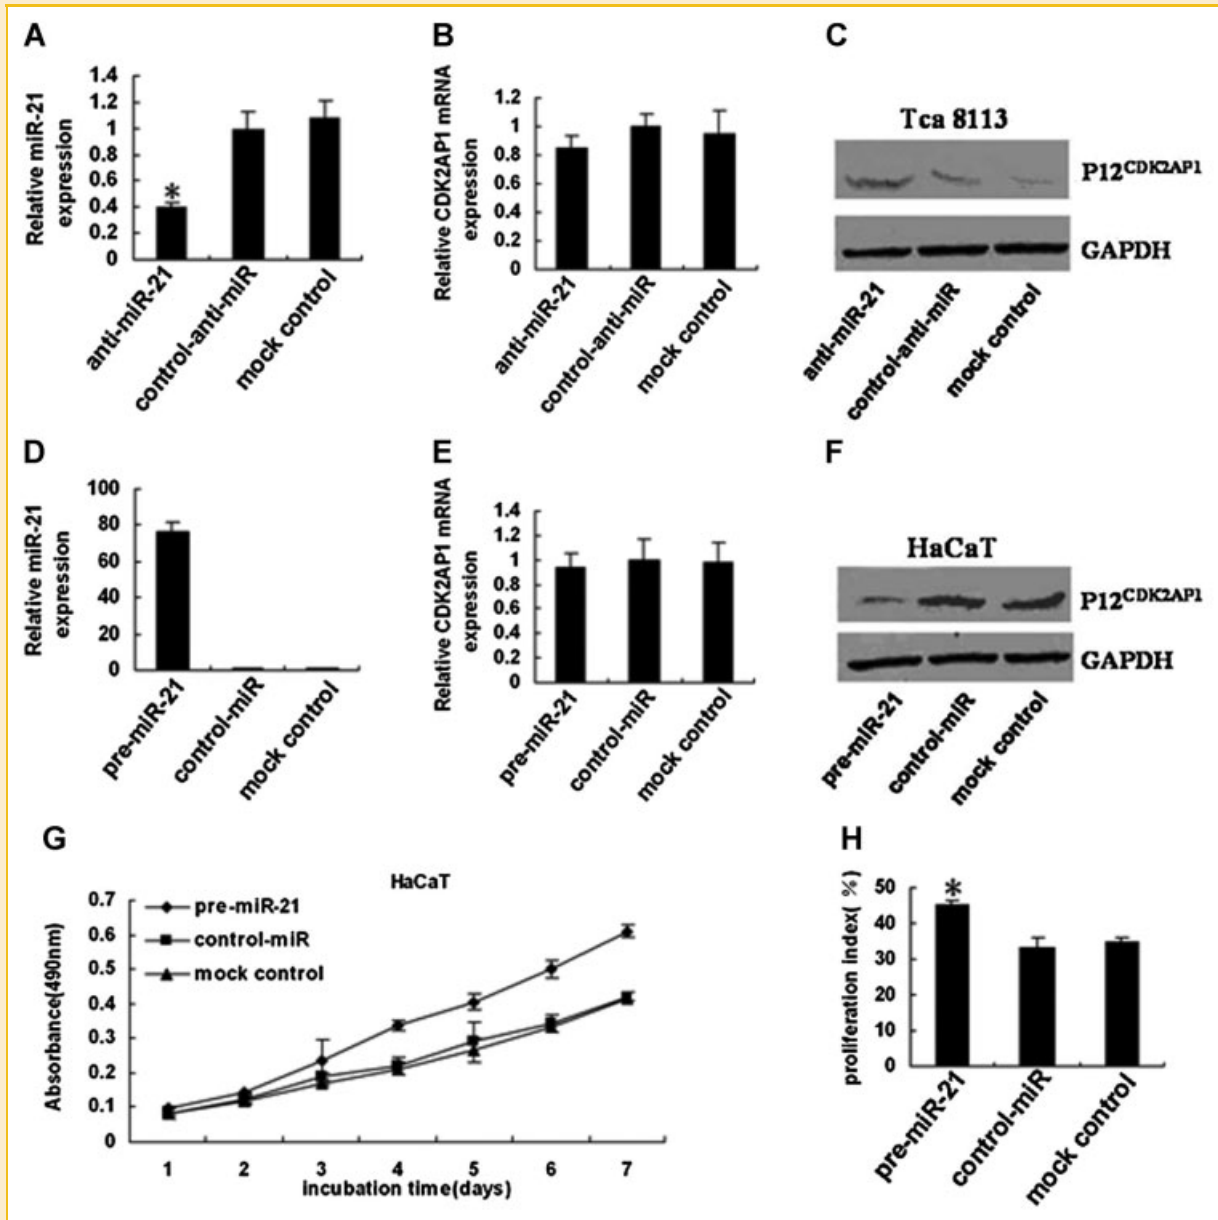 A
Relative miR-21
expression
1.4
1.2
1
0.8
0.6
0.4
0.2
0
*
anti-miR-21
control-anti-miR
mock control
B
Relative CDK2AP1 mRNA
expression
1.2
1
0.8
0.6
0.4
0.2
0
anti-miR-21
control-anti-miR
mock control
C
Tca 8113
P12CDK2AP1
GAPDH
anti-miR-21
control-anti-miR
mock control
D
Relative miR-21
expression
100
80
60
40
20
0
pre-miR-21
control-miR
mock control
E
Relative CDK2AP1 mRNA
expression
1.4
1.2
1
0.8
0.6
0.4
0.2
0
pre-miR-21
control-miR
mock control
F
HaCaT
P12CDK2AP1
GAPDH
pre-miR-21
control-miR
mock control
G
HaCaT
Absorbance(490nm)
0.7
0.6
0.5
0.4
0.3
0.2
0.1
0
pre-miR-21
control-miR
mock control
1 2 3 4 5 6 7
incubation time(days)
H
proliferation index( %)
50
40
30
20
10
0
*
pre-miR-21
control-miR
mock control